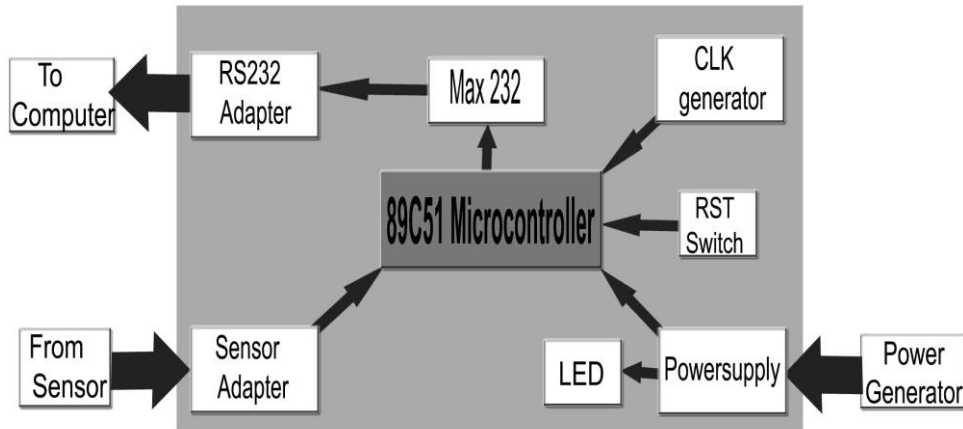 To
Computer
RS232
Adapter
Max 232
CLK
generator
89C51 Microcontroller
RST
Switch
From
Sensor
Sensor
Adapter
LED
Powersupply
Power
Generator